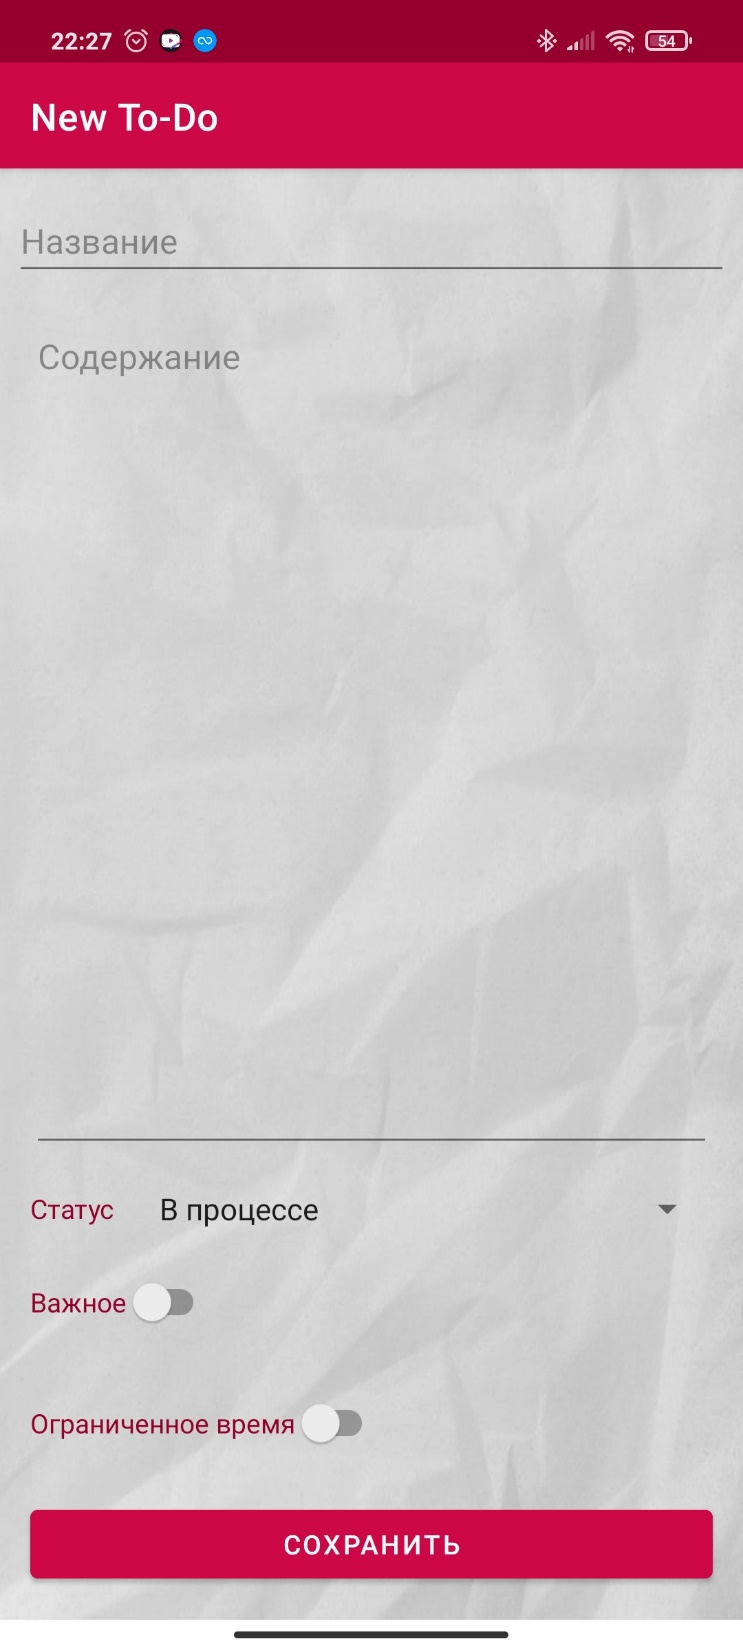 22:27
54
New To-Do
Название
Содержание
Статус В процессе
Важное
Ограниченное время
СОХРАНИТЬ